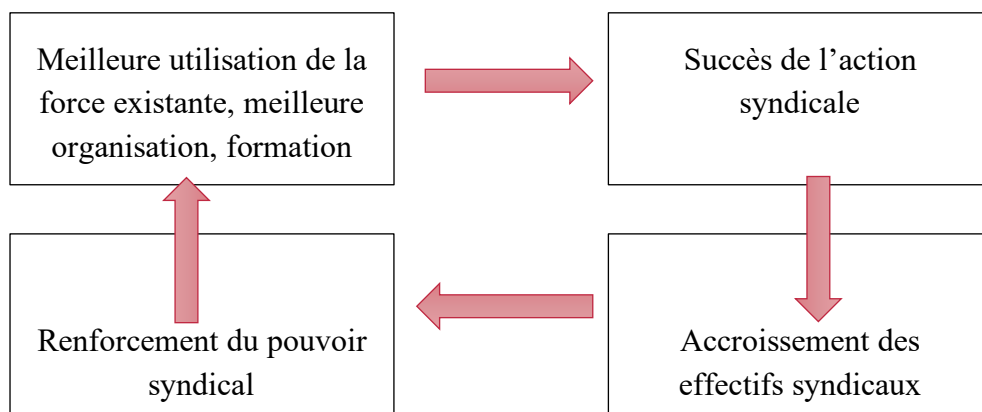 Meilleure utilisation de la
force existante, meilleure
organisation, formation
Succès de l’action
syndicale
Renforcement du pouvoir
syndical
Accroissement des
effectifs syndicaux